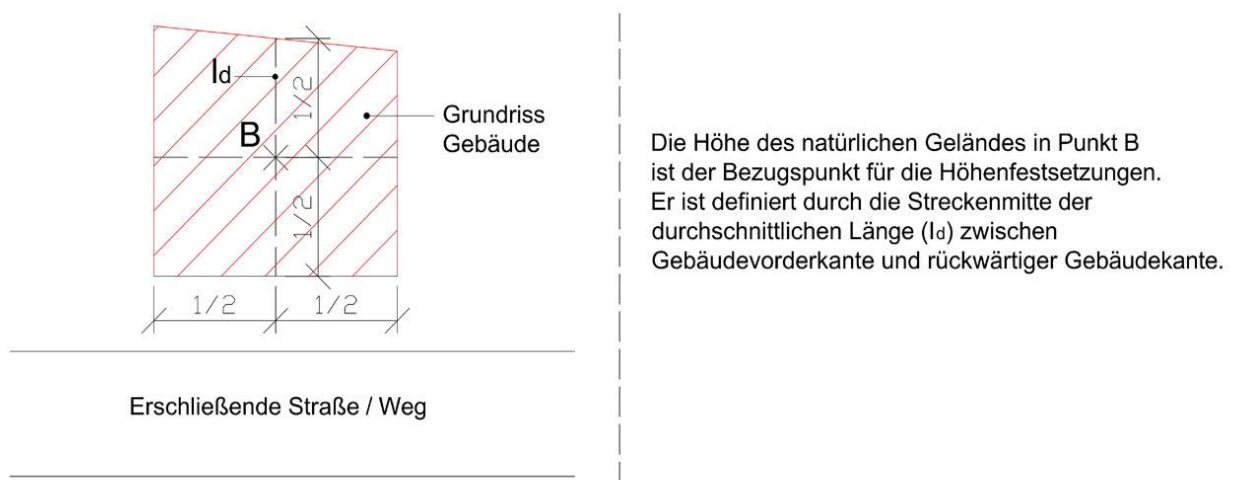 ld
1/2
B
1/2
1/2 1/2
Grundriss
Gebäude
Erschließende Straße / Weg
Die Höhe des natürlichen Geländes in Punkt B
ist der Bezugspunkt für die Höhenfestsetzungen.
Er ist definiert durch die Streckenmitte der
durchschnittlichen Länge (ld) zwischen
Gebäudevorderkante und rückwärtiger Gebäudekante.